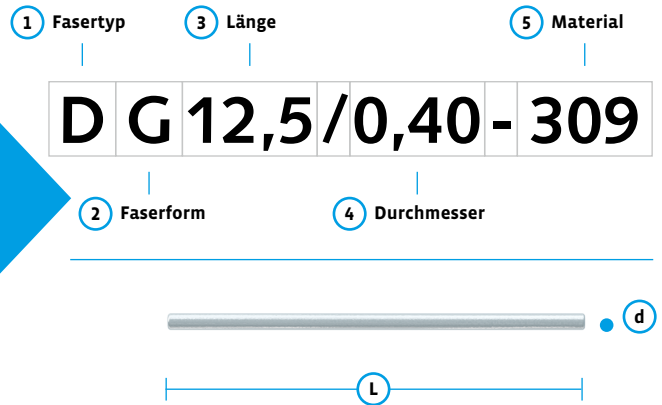 1 Fasertyp 3 Länge 5 Material
D G 12,5 / 0,40 - 309
2 Faserform 4 Durchmesser
d
L